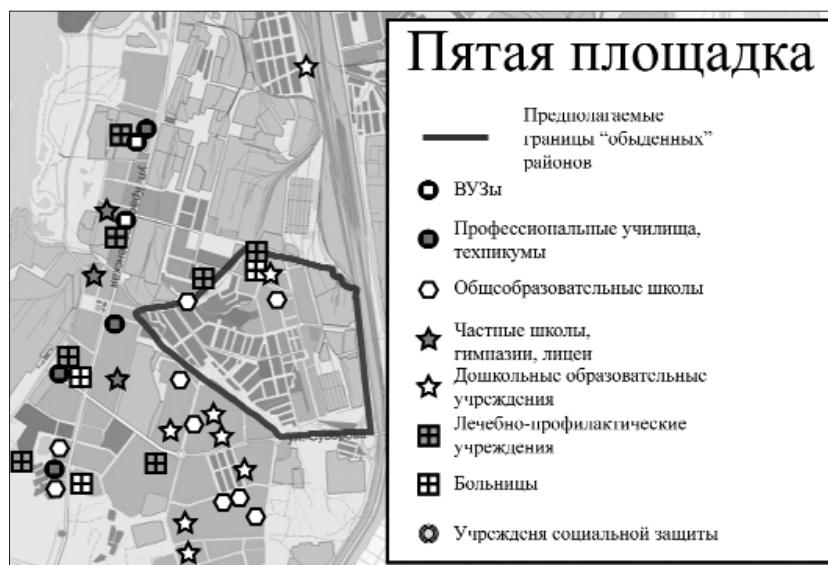 Пятая площадка
Предполагаемые
границы “обыденных”
районов
ВУЗы
Профессиональные училища,
техникумы
Общеобразовательные школы
Частные школы,
гимназии, лицеи
Дошкольные образовательные
учреждения
Лечебно-профилактические
учреждения
Больницы
Учрежденя социальной защиты